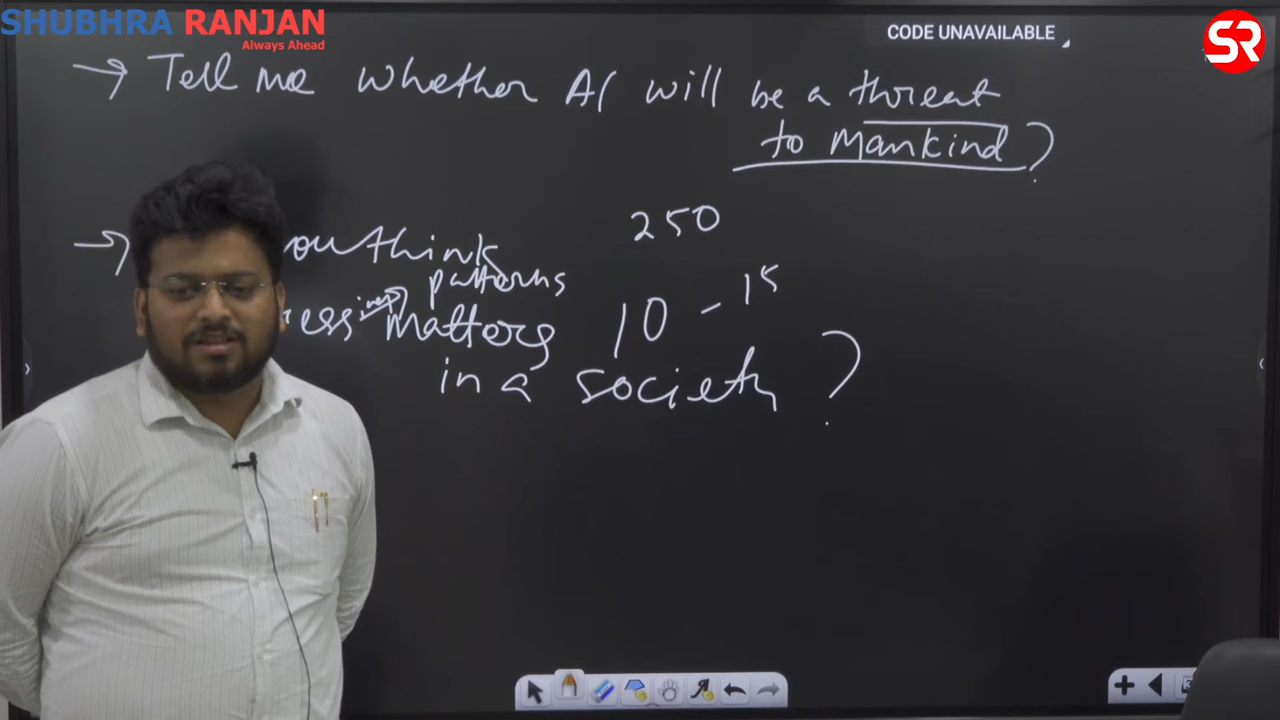 SHUBHRA RANJAN
Always Ahead
CODE UNAVAILABLE
SR
→ Tell me whether AI will be a threat
to Mankind?
250
→ think
patterns
matters
10 - 15
in a society ?